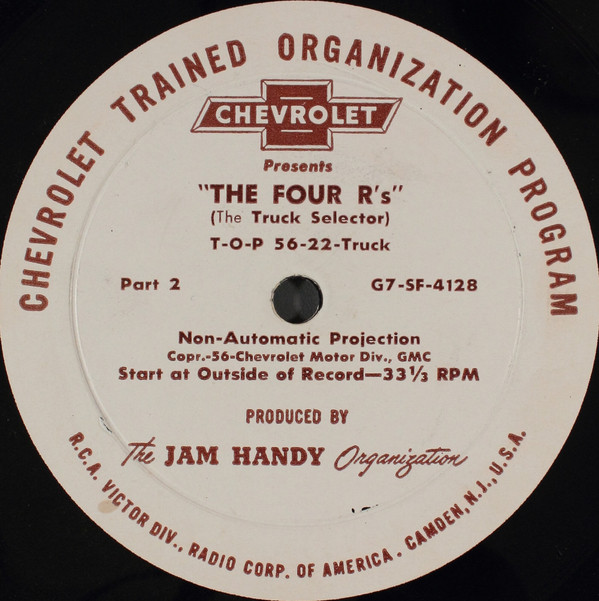 CHEVROLET TRAINED ORGANIZATION PROGRAM
CHEVROLET
Presents
"THE FOUR R's"
(The Truck Selector)
T-O-P 56-22-Truck
Part 2
G7-SF-4128
Non-Automatic Projection
Copr.-56-Chevrolet Motor Div., GMC
Start at Outside of Record—33 1/3 RPM
PRODUCED BY
The JAM HANDY Organization
R.C.A. VICTOR DIV., RADIO CORP. OF AMERICA. CAMDEN, N.J., U.S.A.